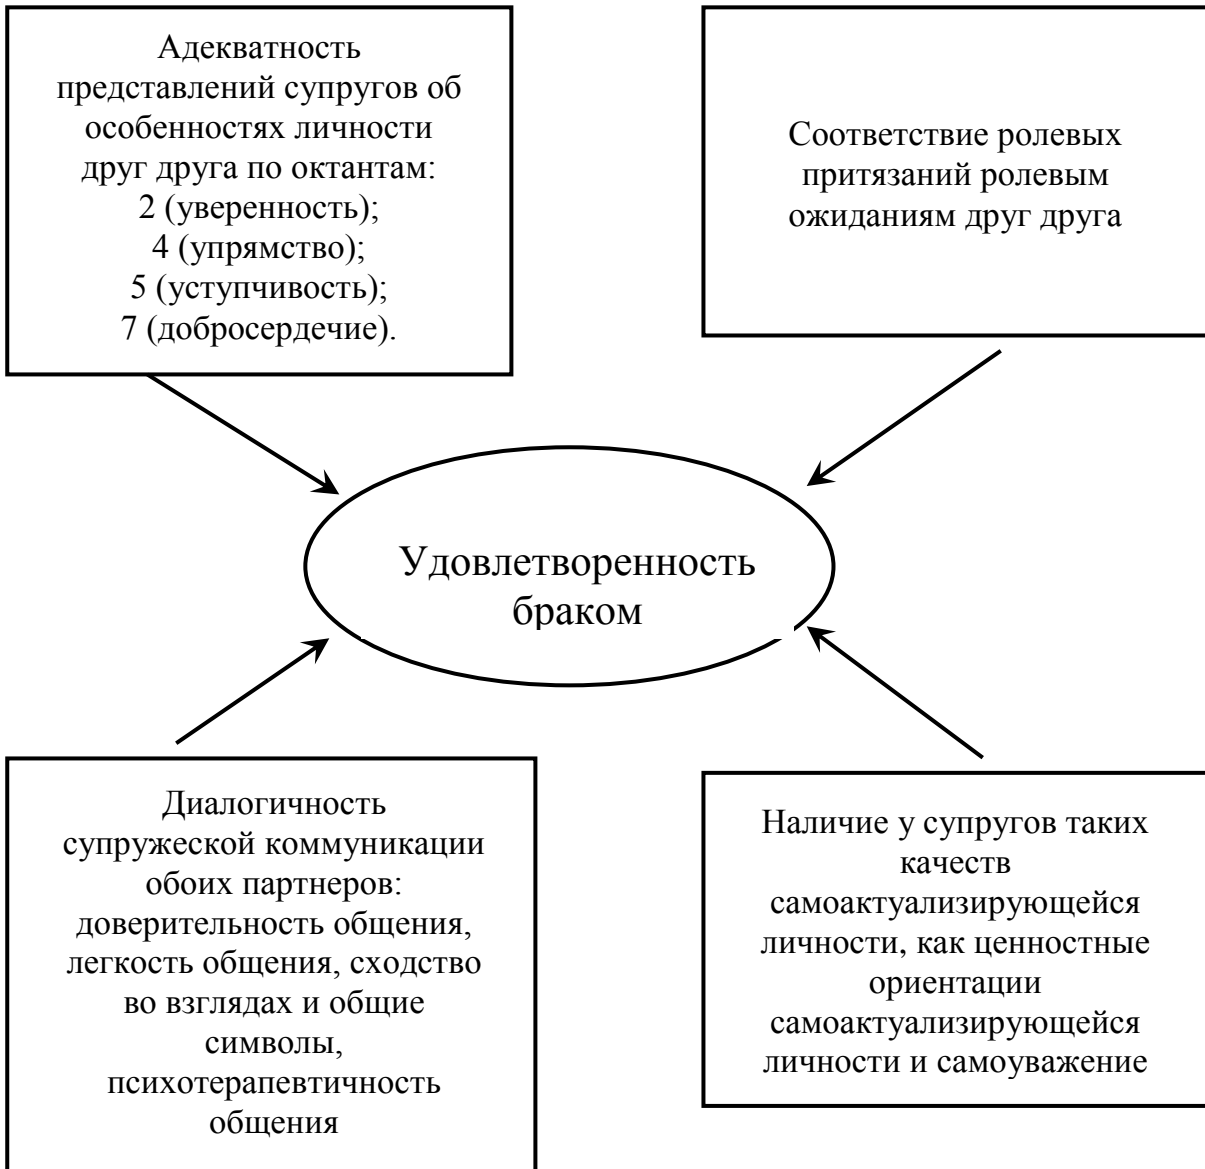 Адекватность
представлений супругов об
особенностях личности
друг друга по октантам:
2 (уверенность);
4 (упрямство);
5 (уступчивость);
7 (добросердечие).
Соответствие ролевых
притязаний ролевым
ожиданиям друг друга
Удовлетворенность
браком
Диалогичность
супружеской коммуникации
обоих партнеров:
доверительность общения,
легкость общения, сходство
во взглядах и общие
символы,
психотерапевтичность
общения
Наличие у супругов таких
качеств
самоактуализирующейся
личности, как ценностные
ориентации
самоактуализирующейся
личности и самоуважение